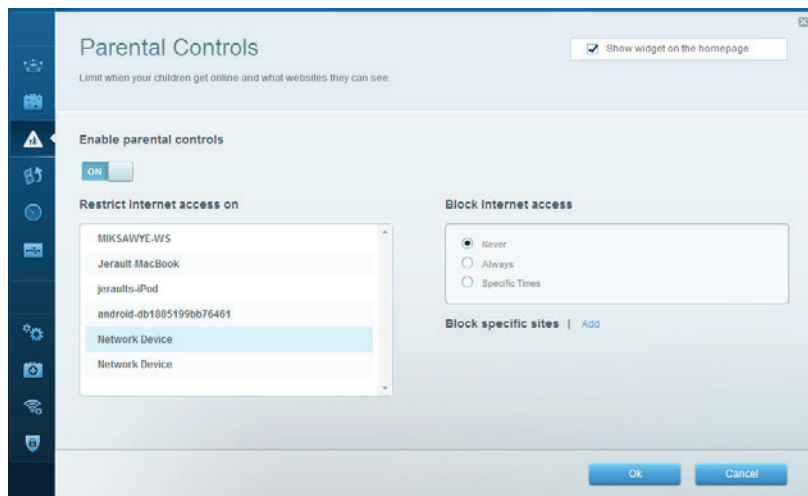 Parental Controls
Show widget on the homepage
Limit when your children get online and what websites they can see.
Enable parental controls
ON
Restrict Internet access on
MIKSAWYE-WS
Jerault-MacBook
jeraults-iPod
android-db1885199bb76461
Network Device
Network Device
Block Internet access
Never
Always
Specific Times
Block specific sites | Add
Ok
Cancel